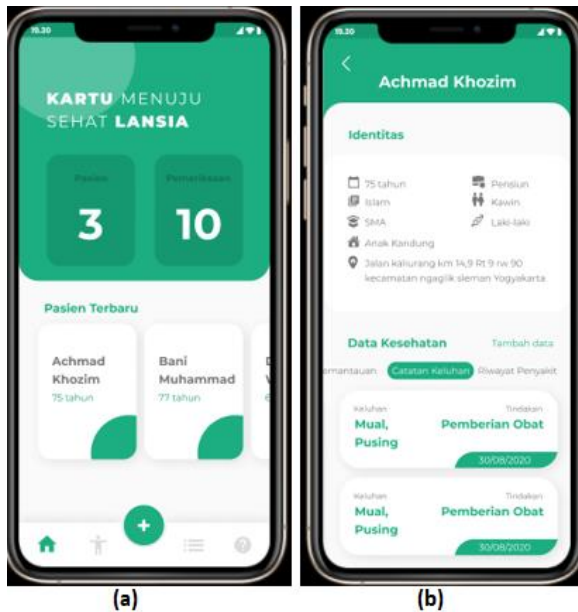 19.30
KARTU MENUJU
SEHAT LANSIA
Pasien
Pemeriksaan
3
10
Pasien Terbaru
Achmad
Khozim
75 tahun
Bani
Muhammad
77 tahun
(a)
19.30
Achmad Khozim
Identitas
75 tahun
Pensiun
Islam
Kawin
SMA
Laki-laki
Anak Kandung
Jalan kaliurang km 14,9 Rt 9 rw 90
kecamatan ngaglik sleman Yogyakarta
Data Kesehatan
Tambah data
emantauan
Catatan Keluhan
Riwayat Penyakit
Keluhan
Tindakan
Mual,
Pusing
Pemberian Obat
30/08/2020
Keluhan
Tindakan
Mual,
Pusing
Pemberian Obat
30/08/2020
(b)